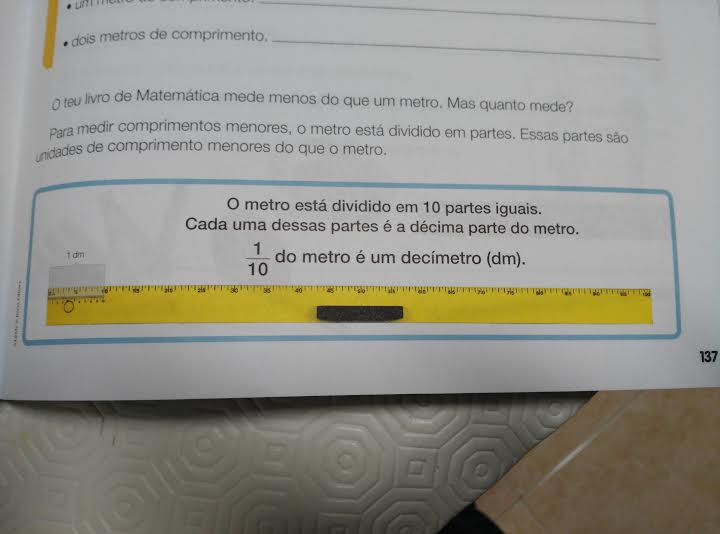 • um
• dois metros de comprimento.
O teu livro de Matemática mede menos do que um metro. Mas quanto mede?
Para medir comprimentos menores, o metro está dividido em partes. Essas partes são
unidades de comprimento menores do que o metro.
O metro está dividido em 10 partes iguais.
Cada uma dessas partes é a décima parte do metro.
1/10 do metro é um decímetro (dm).
1 dm
137